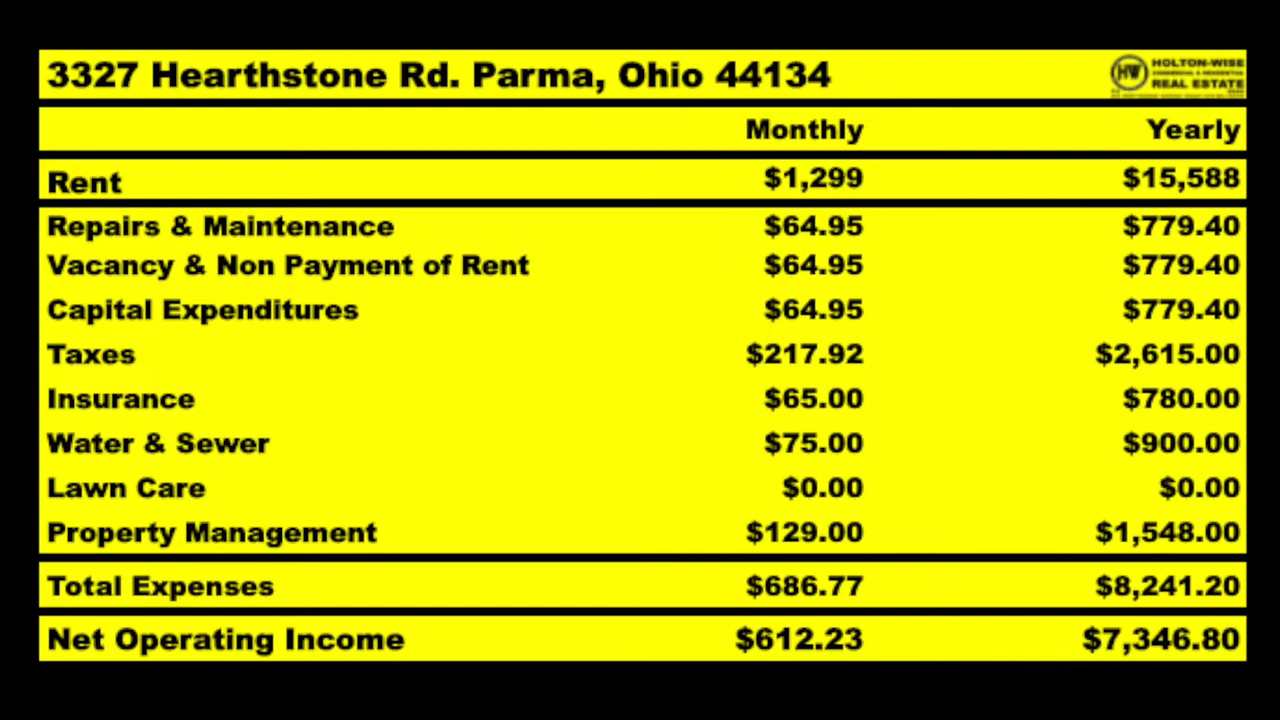 3327 Hearthstone Rd. Parma, Ohio 44134
HW HOLTON-WISE
COMMERCIAL & RESIDENTIAL
REAL ESTATE
Monthly Yearly
Rent $1,299 $15,588
Repairs & Maintenance $64.95 $779.40
Vacancy & Non Payment of Rent $64.95 $779.40
Capital Expenditures $64.95 $779.40
Taxes $217.92 $2,615.00
Insurance $65.00 $780.00
Water & Sewer $75.00 $900.00
Lawn Care $0.00 $0.00
Property Management $129.00 $1,548.00
Total Expenses $686.77 $8,241.20
Net Operating Income $612.23 $7,346.80